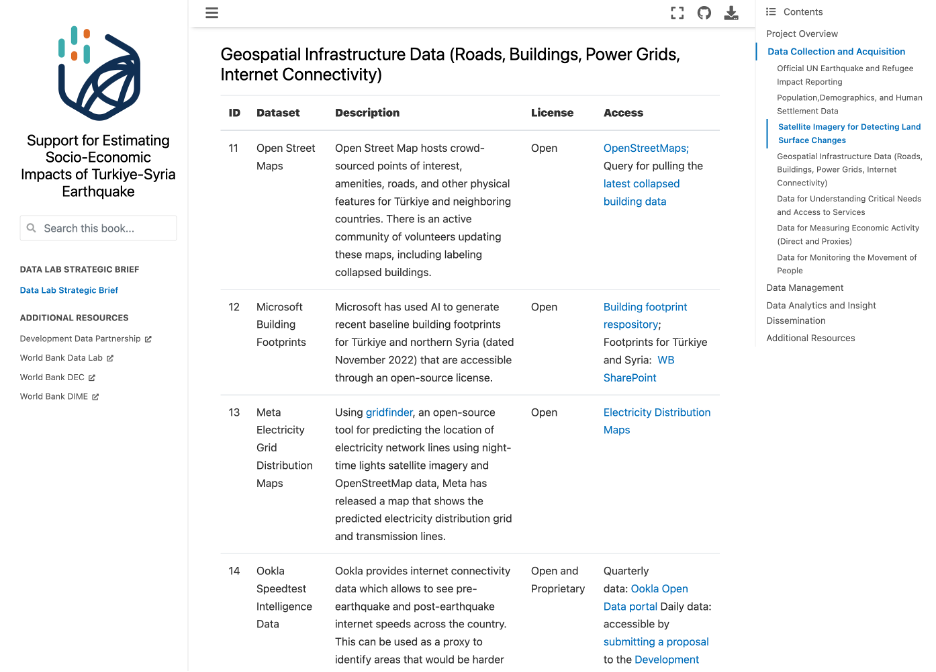 Support for Estimating
Socio-Economic
Impacts of Turkiye-Syria
Earthquake
Search this book...
DATA LAB STRATEGIC BRIEF
Data Lab Strategic Brief
ADDITIONAL RESOURCES
Development Data Partnership
World Bank Data Lab
World Bank DEC
World Bank DIME
Geospatial Infrastructure Data (Roads, Buildings, Power Grids,
Internet Connectivity)
ID Dataset Description License Access
11 Open Street Open Street Map hosts crowd- Open OpenStreetMaps;
Maps sourced points of interest, Query for pulling the
amenities, roads, and other physical latest collapsed
features for Türkiye and neighboring building data
countries. There is an active
community of volunteers updating
these maps, including labeling
collapsed buildings.
12 Microsoft Microsoft has used AI to generate Open Building footprint
Building recent baseline building footprints respository;
Footprints for Türkiye and northern Syria (dated Footprints for Türkiye
November 2022) that are accessible and Syria: WB
through an open-source license. SharePoint
13 Meta Using gridfinder, an open-source Open Electricity Distribution
Electricity tool for predicting the location of Maps
Grid electricity network lines using night-
Distribution time lights satellite imagery and
Maps OpenStreetMap data, Meta has
released a map that shows the
predicted electricity distribution grid
and transmission lines.
14 Ookla Ookla provides internet connectivity Open and Quarterly
Speedtest data which allows to see pre- Proprietary data: Ookla Open
Intelligence earthquake and post-earthquake Data portal Daily data:
Data internet speeds across the country. accessible by
This can be used as a proxy to submitting a proposal
identify areas that would be harder to the Development
Contents
Project Overview
Data Collection and Acquisition
Official UN Earthquake and Refugee
Impact Reporting
Population,Demographics, and Human
Settlement Data
Satellite Imagery for Detecting Land
Surface Changes
Geospatial Infrastructure Data (Roads,
Buildings, Power Grids, Internet
Connectivity)
Data for Understanding Critical Needs
and Access to Services
Data for Measuring Economic Activity
(Direct and Proxies)
Data for Monitoring the Movement of
People
Data Management
Data Analytics and Insight
Dissemination
Additional Resources